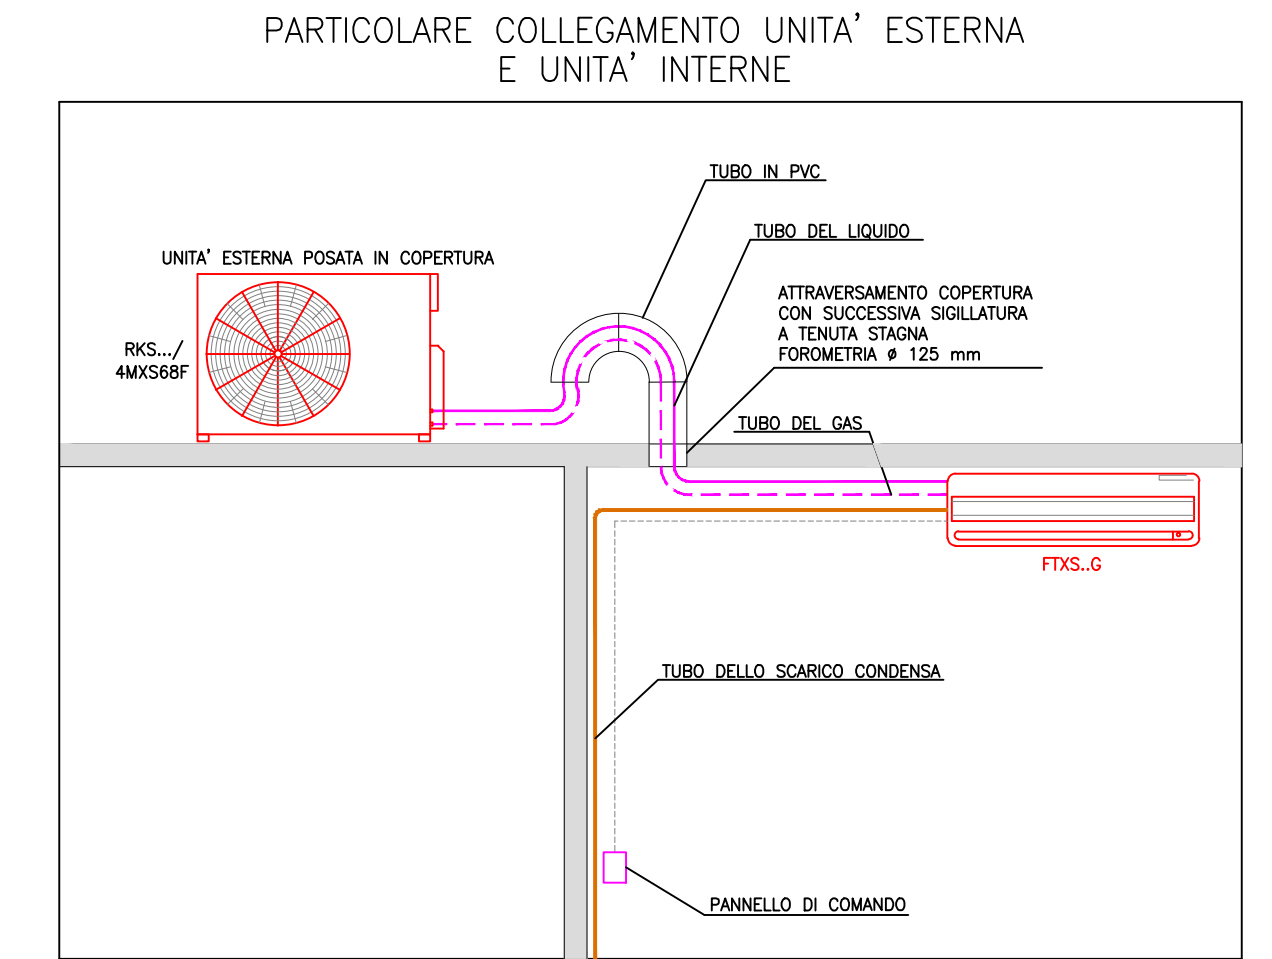 PARTICOLARE COLLEGAMENTO UNITA' ESTERNA
E UNITA' INTERNE
TUBO IN PVC
TUBO DEL LIQUIDO
UNITA' ESTERNA POSATA IN COPERTURA
ATTRAVERSAMENTO COPERTURA
CON SUCCESSIVA SIGILLATURA
A TENUTA STAGNA
FOROMETRIA ø 125 mm
RKS.../
4MXS68F
TUBO DEL GAS
FTXS..G
TUBO DELLO SCARICO CONDENSA
PANNELLO DI COMANDO